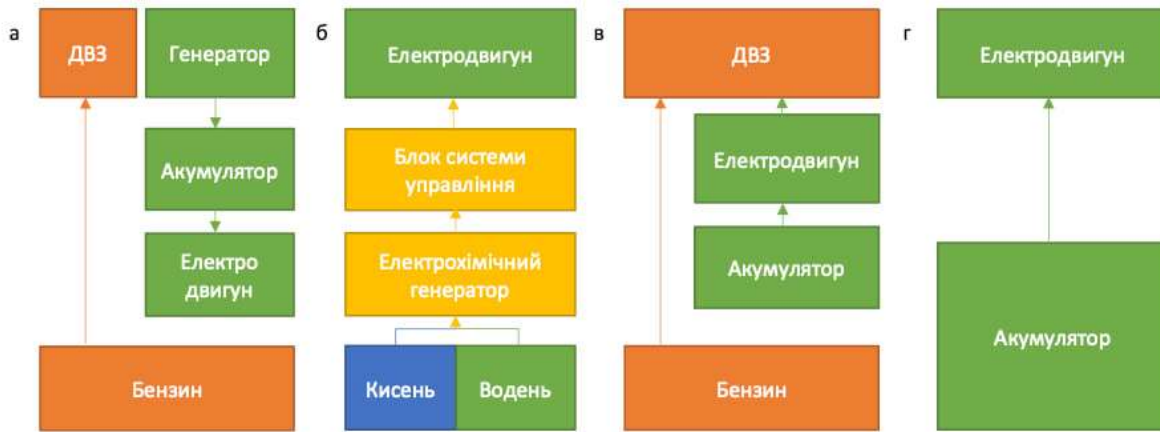 а
ДВЗ
Генератор
Акумулятор
Електро
двигун
Бензин
б
Електродвигун
Блок системи
управління
Електрохімічний
генератор
Кисень
Водень
в
ДВЗ
Електродвигун
Акумулятор
Бензин
г
Електродвигун
Акумулятор